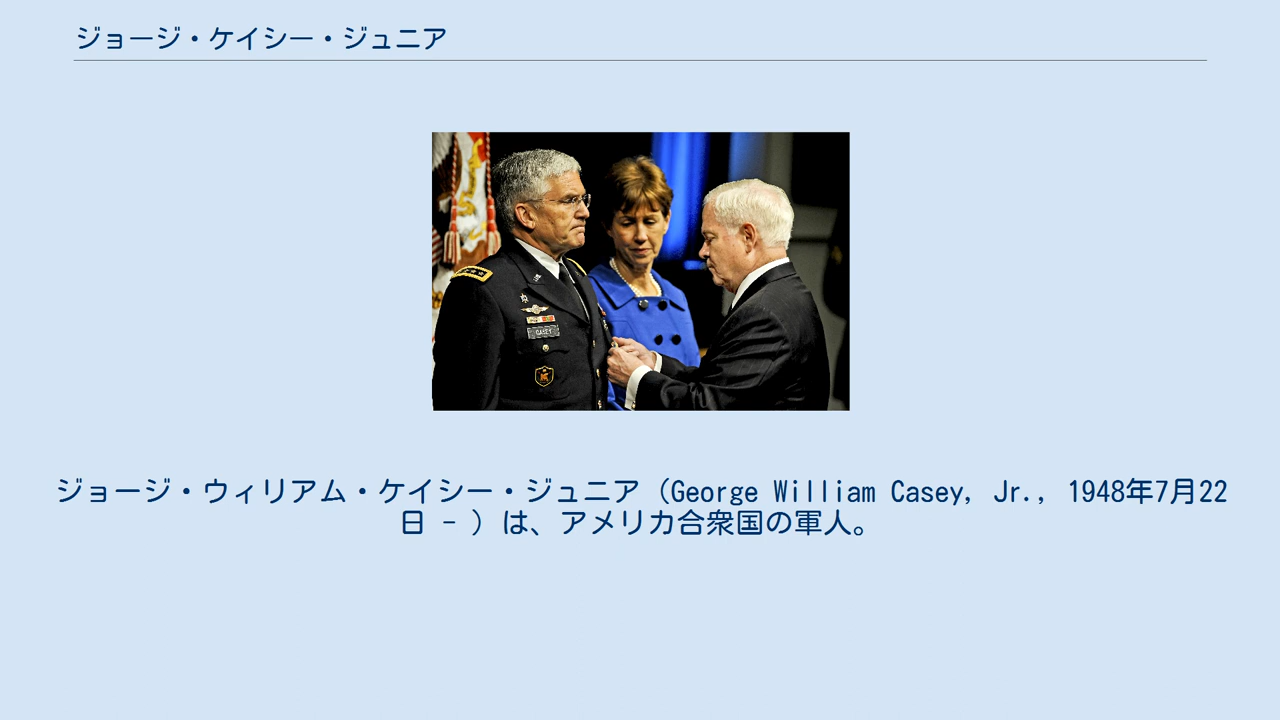 ジョージ・ケイシー・ジュニア
CASEY
ジョージ・ウィリアム・ケイシー・ジュニア（George William Casey, Jr., 1948年7月22
日 - ）は、アメリカ合衆国の軍人。